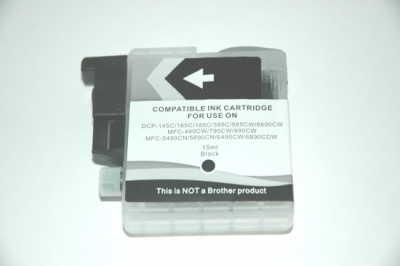 COMPATIBLE INK CARTRIDGE
FOR USE ON
DCP-145C/165C/185C/385C/585CW/6690CW
MFC-490CW/790CW/990CW
MFC-5490CN/5890CN/6490CW/6890CDW
15ml
Black
This is NOT a Brother product